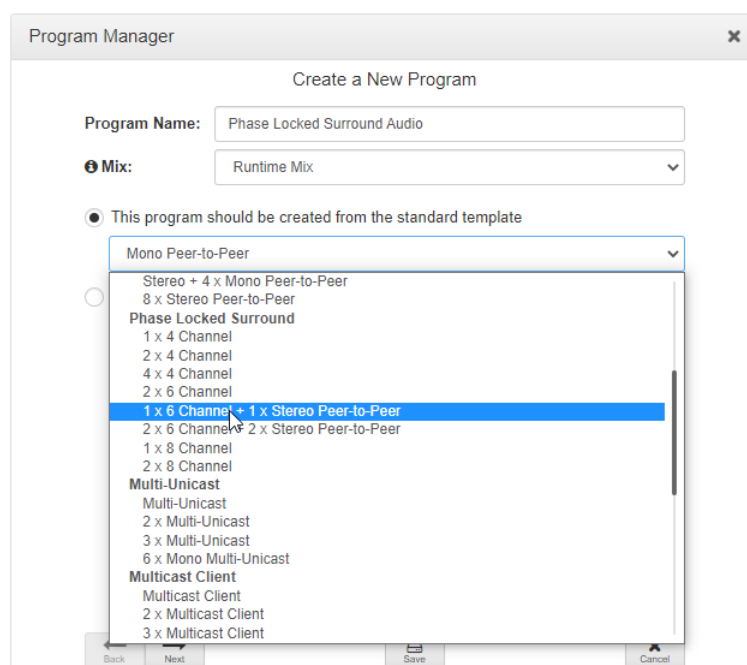 Program Manager
Create a New Program
Program Name: Phase Locked Surround Audio
Mix: Runtime Mix
This program should be created from the standard template
Mono Peer-to-Peer
Stereo + 4 x Mono Peer-to-Peer
8 x Stereo Peer-to-Peer
Phase Locked Surround
1 x 4 Channel
2 x 4 Channel
4 x 4 Channel
2 x 6 Channel
1 x 6 Channel + 1 x Stereo Peer-to-Peer
2 x 6 Channel + 2 x Stereo Peer-to-Peer
1 x 8 Channel
2 x 8 Channel
Multi-Unicast
Multi-Unicast
2 x Multi-Unicast
3 x Multi-Unicast
6 x Mono Multi-Unicast
Multicast Client
Multicast Client
2 x Multicast Client
3 x Multicast Client
Back Next Save Cancel